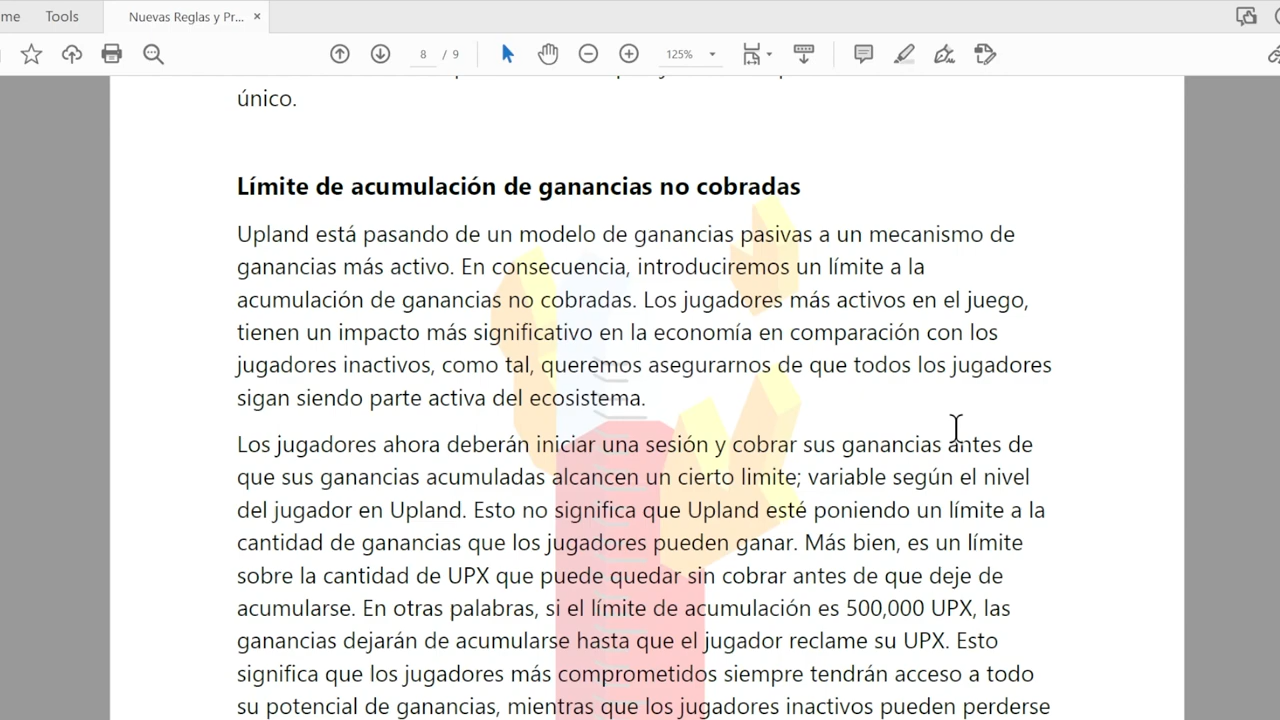 me
Tools
Nuevas Reglas y Pr... ×
8 / 9
125%
único.
Límite de acumulación de ganancias no cobradas
Upland está pasando de un modelo de ganancias pasivas a un mecanismo de
ganancias más activo. En consecuencia, introduciremos un límite a la
acumulación de ganancias no cobradas. Los jugadores más activos en el juego,
tienen un impacto más significativo en la economía en comparación con los
jugadores inactivos, como tal, queremos asegurarnos de que todos los jugadores
sigan siendo parte activa del ecosistema.
Los jugadores ahora deberán iniciar una sesión y cobrar sus ganancias antes de
que sus ganancias acumuladas alcancen un cierto limite; variable según el nivel
del jugador en Upland. Esto no significa que Upland esté poniendo un límite a la
cantidad de ganancias que los jugadores pueden ganar. Más bien, es un límite
sobre la cantidad de UPX que puede quedar sin cobrar antes de que deje de
acumularse. En otras palabras, si el límite de acumulación es 500,000 UPX, las
ganancias dejarán de acumularse hasta que el jugador reclame su UPX. Esto
significa que los jugadores más comprometidos siempre tendrán acceso a todo
su potencial de ganancias, mientras que los jugadores inactivos pueden perderse